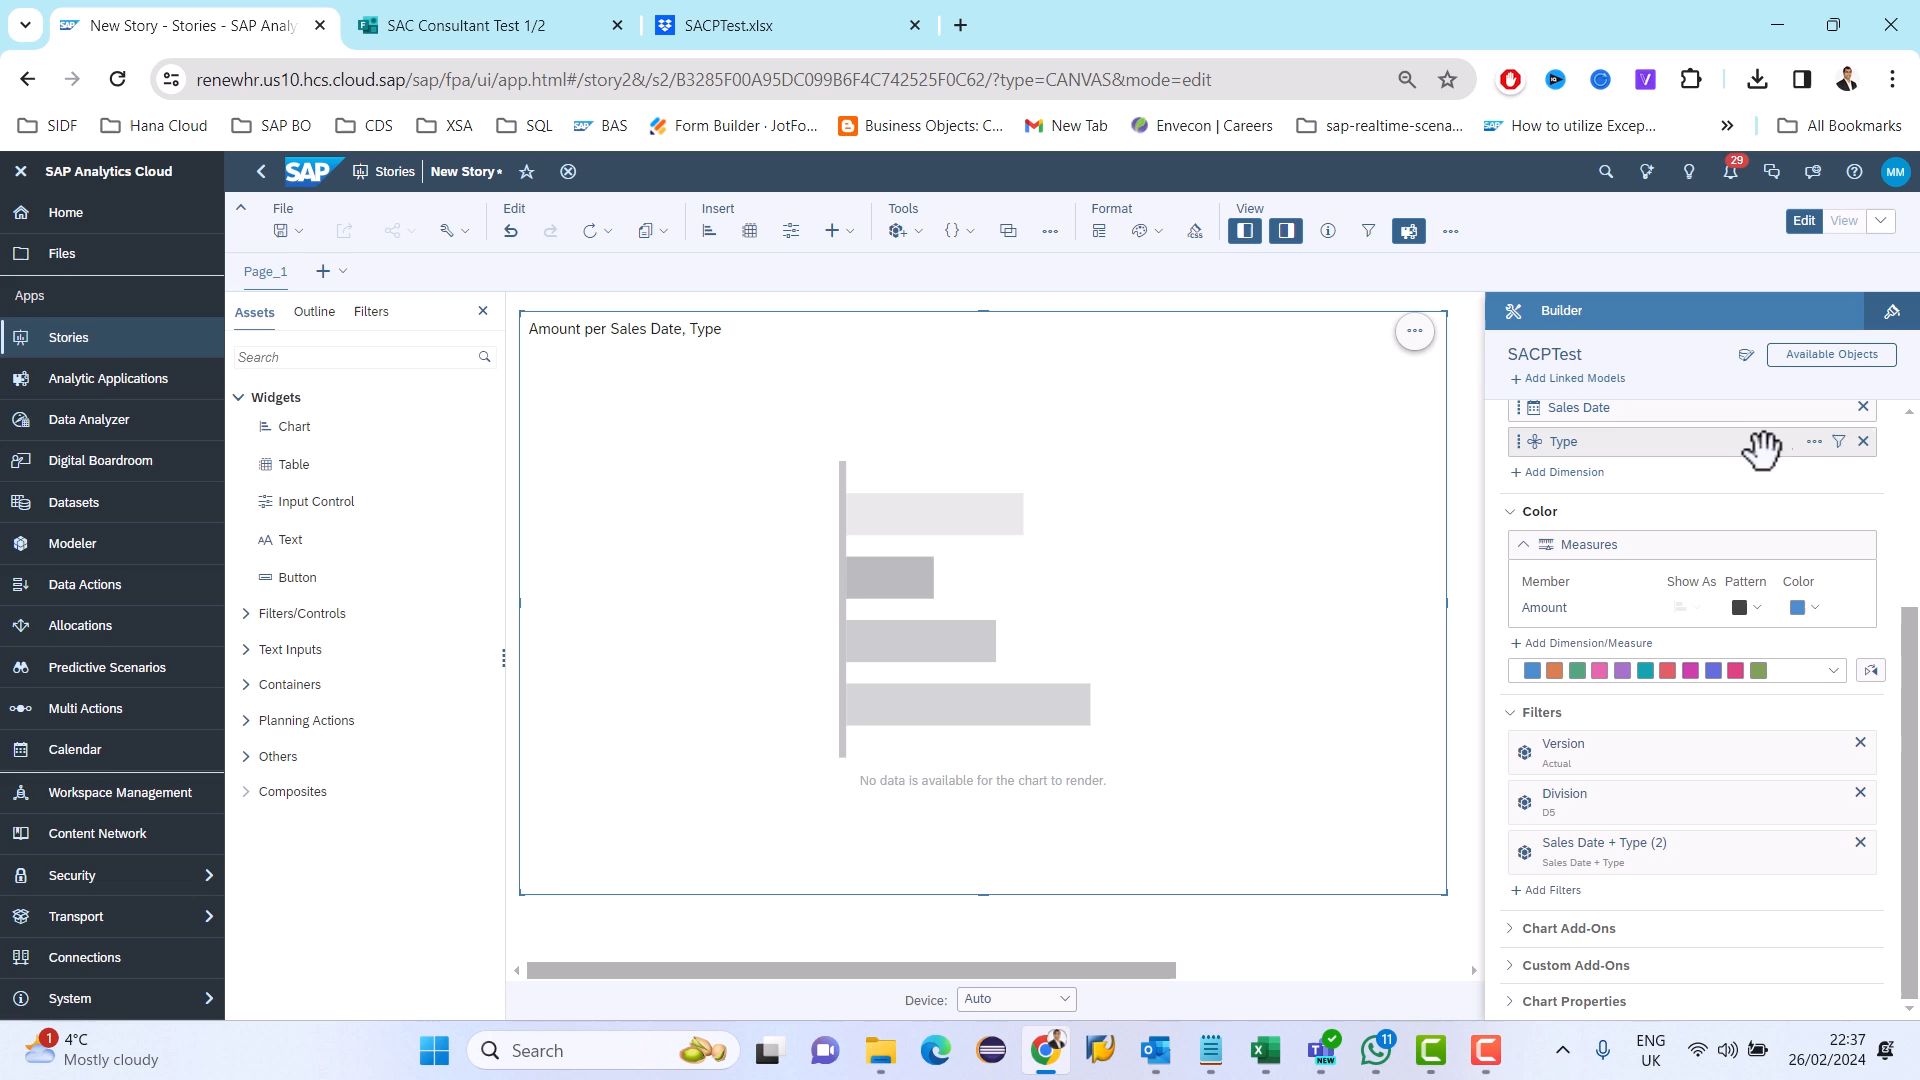 New Story - Stories - SAP Analy
SAC Consultant Test 1/2
SACPTest.xlsx
renewhr.us10.hcs.cloud.sap/sap/fpa/ui/app.html#/story2&/s2/B3285F00A95DC099B6F4C742525F0C62/?type=CANVAS&mode=edit
SIDF
Hana Cloud
SAP BO
CDS
XSA
SQL
BAS
Form Builder · JotFo...
Business Objects: C...
New Tab
Envecon | Careers
sap-realtime-scena...
How to utilize Excep...
All Bookmarks
SAP Analytics Cloud
SAP
Stories
New Story*
29
MM
Home
Files
Apps
Stories
Analytic Applications
Data Analyzer
Digital Boardroom
Datasets
Modeler
Data Actions
Allocations
Predictive Scenarios
Multi Actions
Calendar
Workspace Management
Content Network
Security
Transport
Connections
System
File
Edit
Insert
Tools
Format
View
CSS
Edit
View
Page_1
Assets
Outline
Filters
Search
Widgets
Chart
Table
Input Control
AA Text
Button
Filters/Controls
Text Inputs
Containers
Planning Actions
Others
Composites
Amount per Sales Date, Type
No data is available for the chart to render.
Device:
Auto
Builder
SACPTest
Available Objects
+ Add Linked Models
Sales Date
Type
+ Add Dimension
Color
Measures
Member
Show As
Pattern
Color
Amount
+ Add Dimension/Measure
Filters
Version
Actual
Division
D5
Sales Date + Type (2)
Sales Date + Type
+ Add Filters
Chart Add-Ons
Custom Add-Ons
Chart Properties
1
4°C
Mostly cloudy
Search
NEW
11
ENG
UK
22:37
26/02/2024